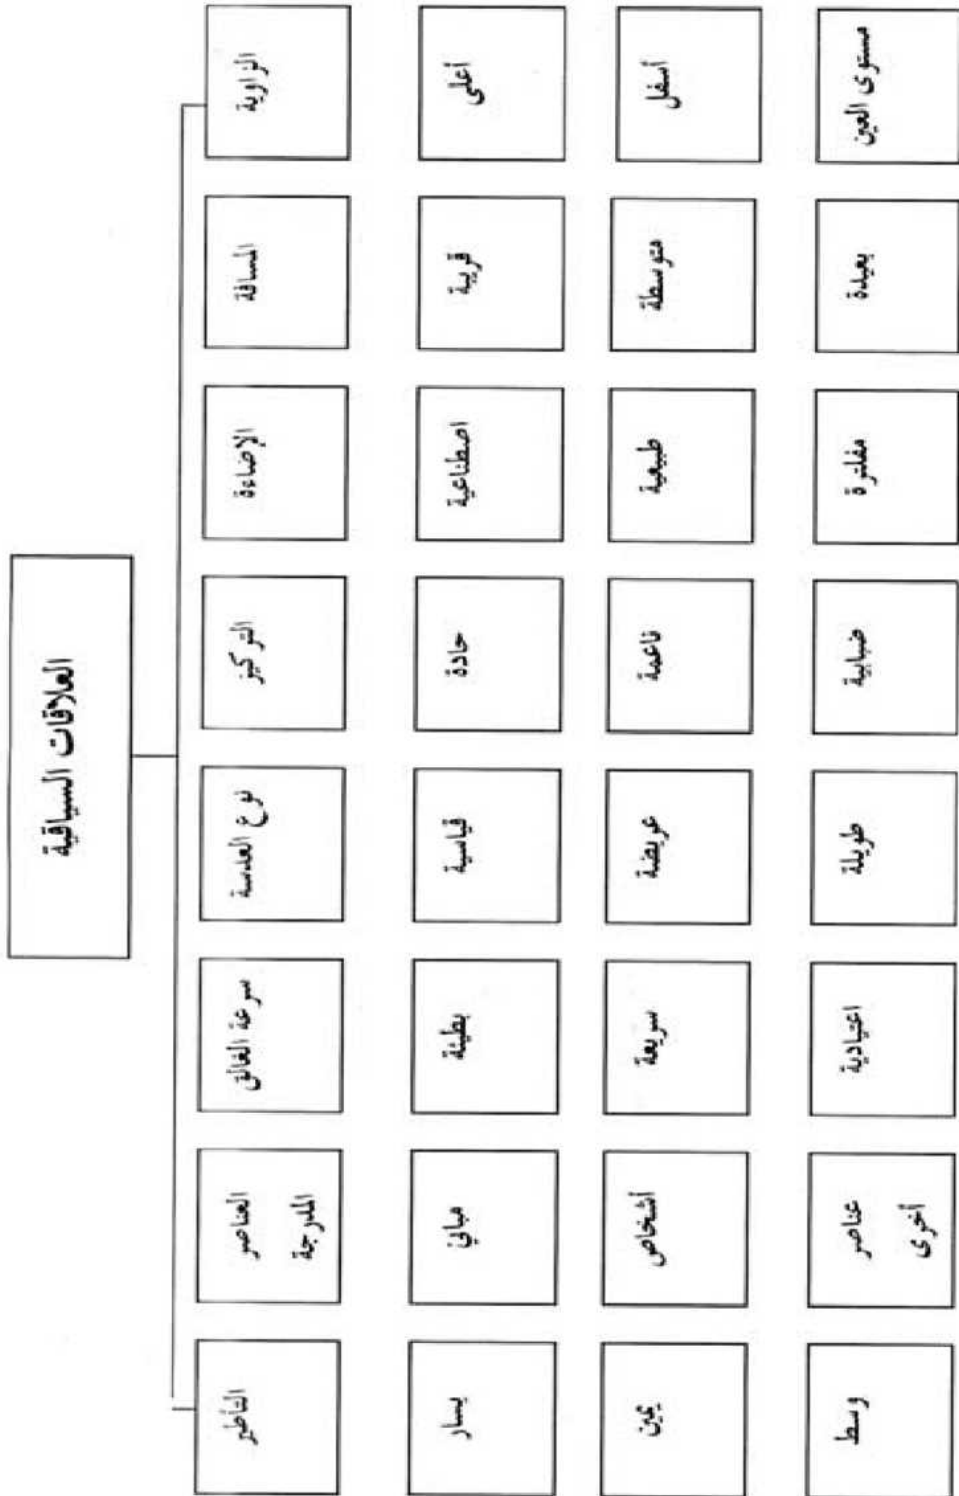 العلاقات السياقية
الزاوية
المسافة
الإضاءة
التركيز
نوع العدسة
سرعة الغالق
العناصر
المدرجة
التأطير
أعلى
قريبة
اصطناعية
حادة
قياسية
بطيئة
مباني
يسار
أسفل
متوسطة
طبيعية
ناعمة
عريضة
سريعة
أشخاص
يمين
مستوى العين
بعيدة
مفلترة
ضبابية
طويلة
اعتيادية
عناصر
أخرى
وسط